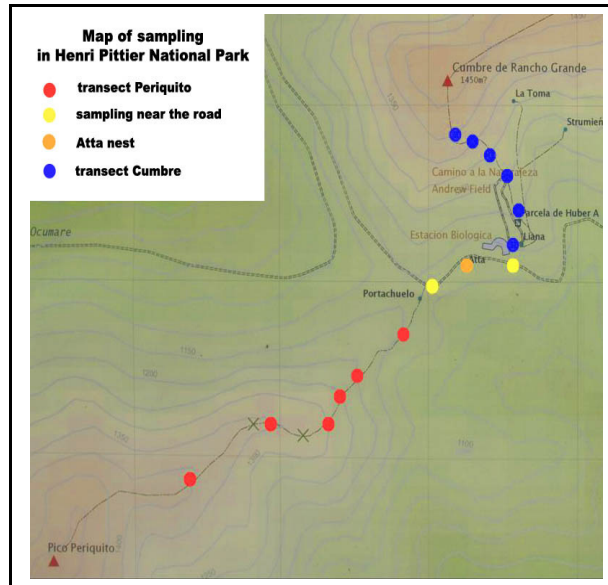 Map of sampling
in Henri Pittier National Park
transect Periquito
sampling near the road
Atta nest
transect Cumbre
Cumbre de Rancho Grande
1450m?
La Toma
Strumień
Camino a la Naturaleza
Andrew Field
Parcela de Huber A
Estacion Biologica
Liana
Ocumare
Atta
Portachuelo
1150
1200
1100
Pico Periquito